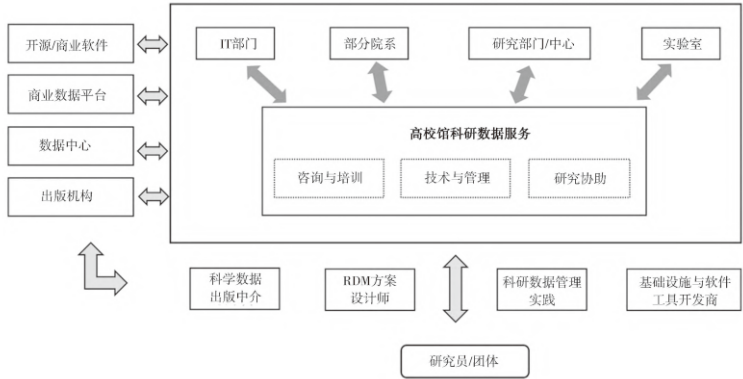 开源/商业软件
商业数据平台
数据中心
出版机构
IT部门
部分院系
研究部门/中心
实验室
高校馆科研数据服务
咨询与培训
技术与管理
研究协助
科学数据
出版中介
RDM方案
设计师
科研数据管理
实践
基础设施与软件
工具开发商
研究员/团体